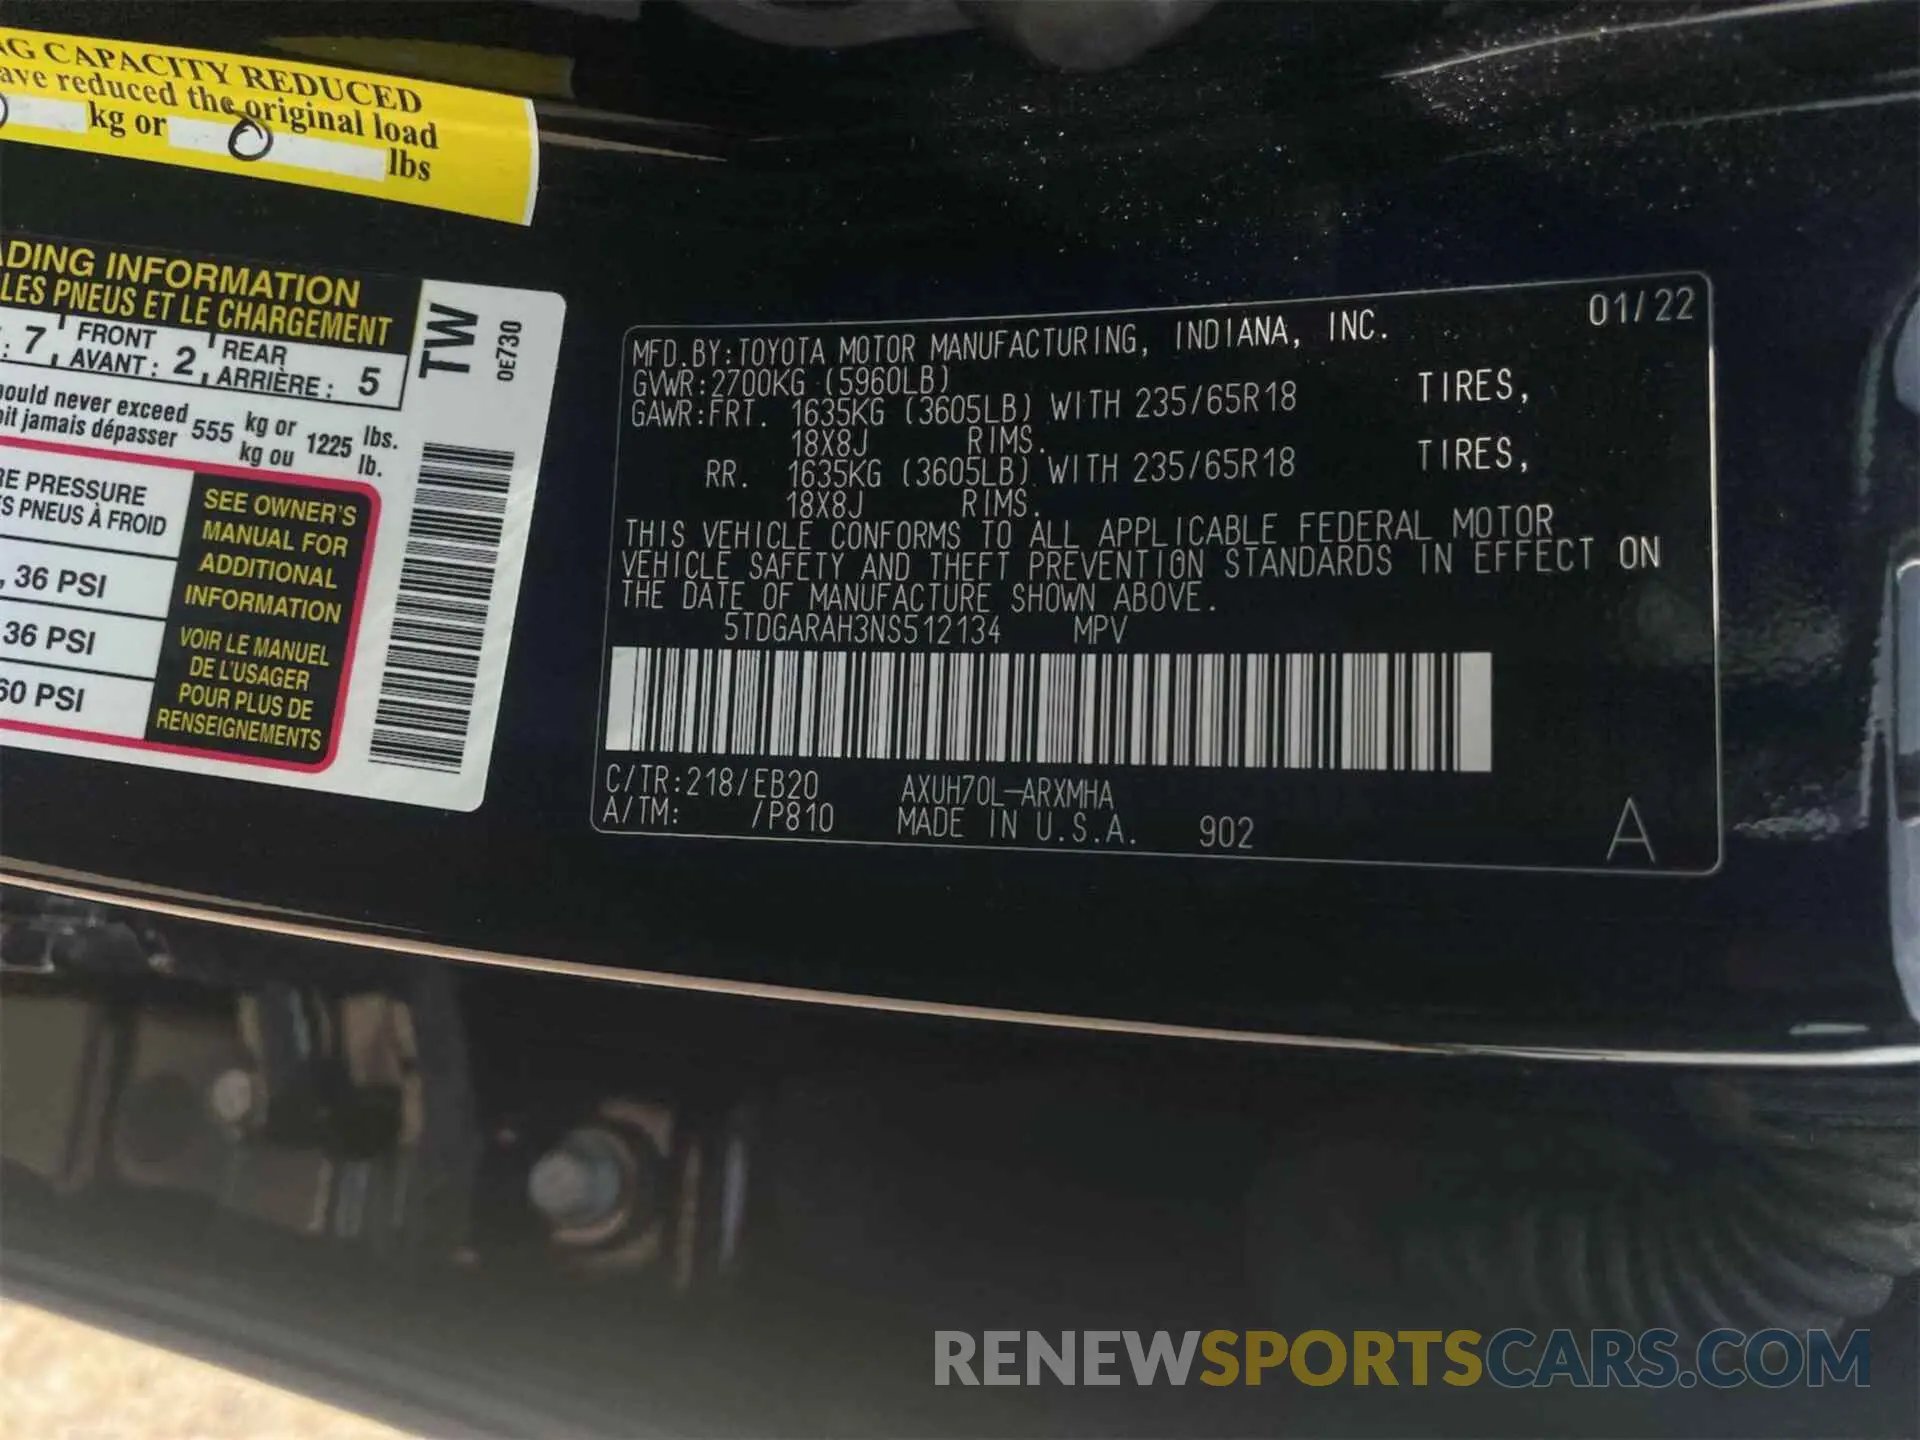 G CAPACITY REDUCED
ave reduced the original load
0 kg or 0 lbs
ADING INFORMATION
LES PNEUS ET LE CHARGEMENT
: 7, FRONT AVANT : 2, REAR ARRIÈRE : 5
ould never exceed 555 kg or 1225 lbs.
oit jamais dépasser kg ou lb.
RE PRESSURE
S PNEUS À FROID
, 36 PSI
36 PSI
60 PSI
SEE OWNER'S
MANUAL FOR
ADDITIONAL
INFORMATION
VOIR LE MANUEL
DE L'USAGER
POUR PLUS DE
RENSEIGNEMENTS
TW
0E730
MFD.BY:TOYOTA MOTOR MANUFACTURING, INDIANA, INC. 01/22
GVWR:2700KG (5960LB)
GAWR:FRT. 1635KG (3605LB) WITH 235/65R18 TIRES,
18X8J RIMS.
RR. 1635KG (3605LB) WITH 235/65R18 TIRES,
18X8J RIMS.
THIS VEHICLE CONFORMS TO ALL APPLICABLE FEDERAL MOTOR
VEHICLE SAFETY AND THEFT PREVENTION STANDARDS IN EFFECT ON
THE DATE OF MANUFACTURE SHOWN ABOVE.
5TDGARAH3NS512134 MPV
C/TR:218/EB20 AXUH70L-ARXMHA
A/TM: /P810 MADE IN U.S.A. 902 A
RENEWSPORTSCARS.COM